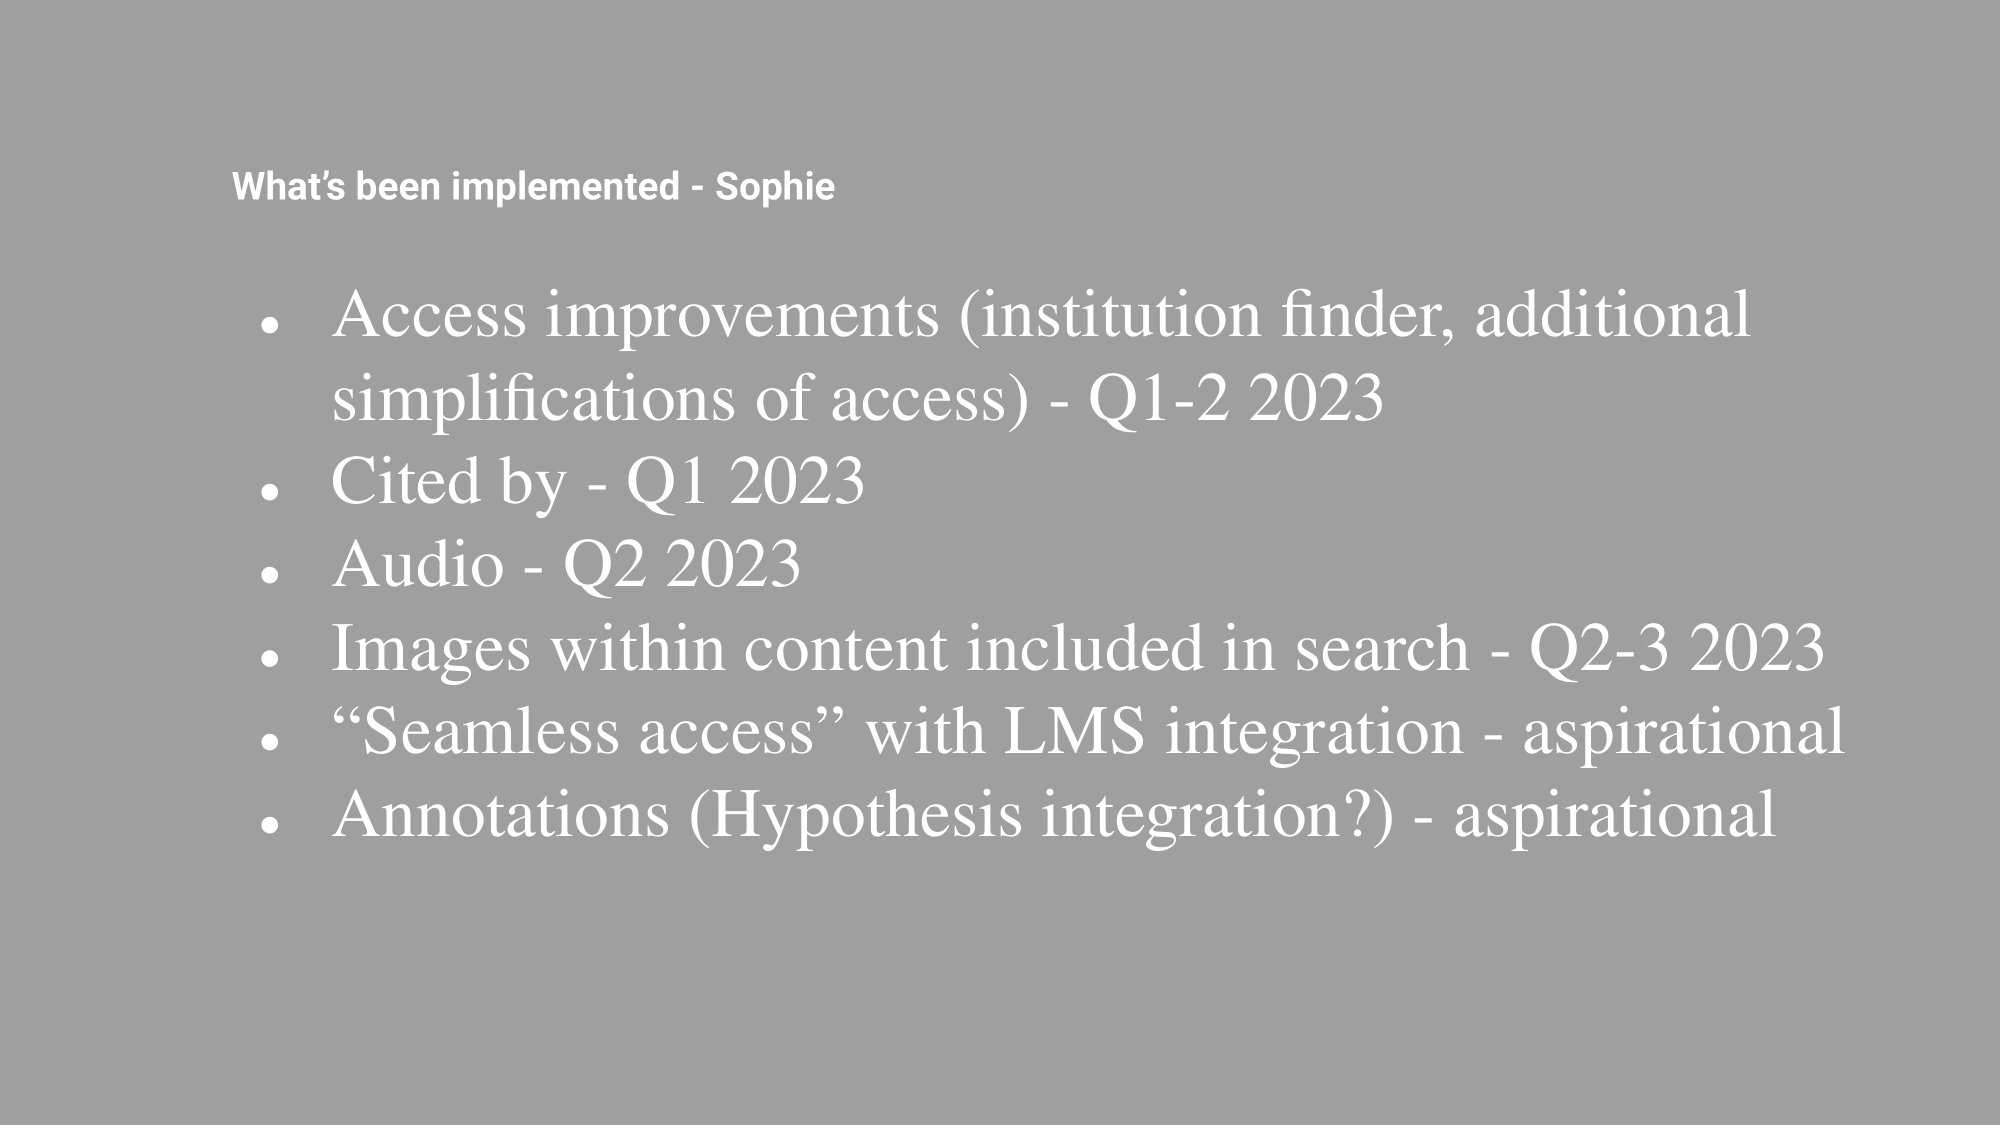 What’s been implemented - Sophie
● Access improvements (institution finder, additional
simplifications of access) - Q1-2 2023
● Cited by - Q1 2023
● Audio - Q2 2023
● Images within content included in search - Q2-3 2023
● “Seamless access” with LMS integration - aspirational
● Annotations (Hypothesis integration?) - aspirational